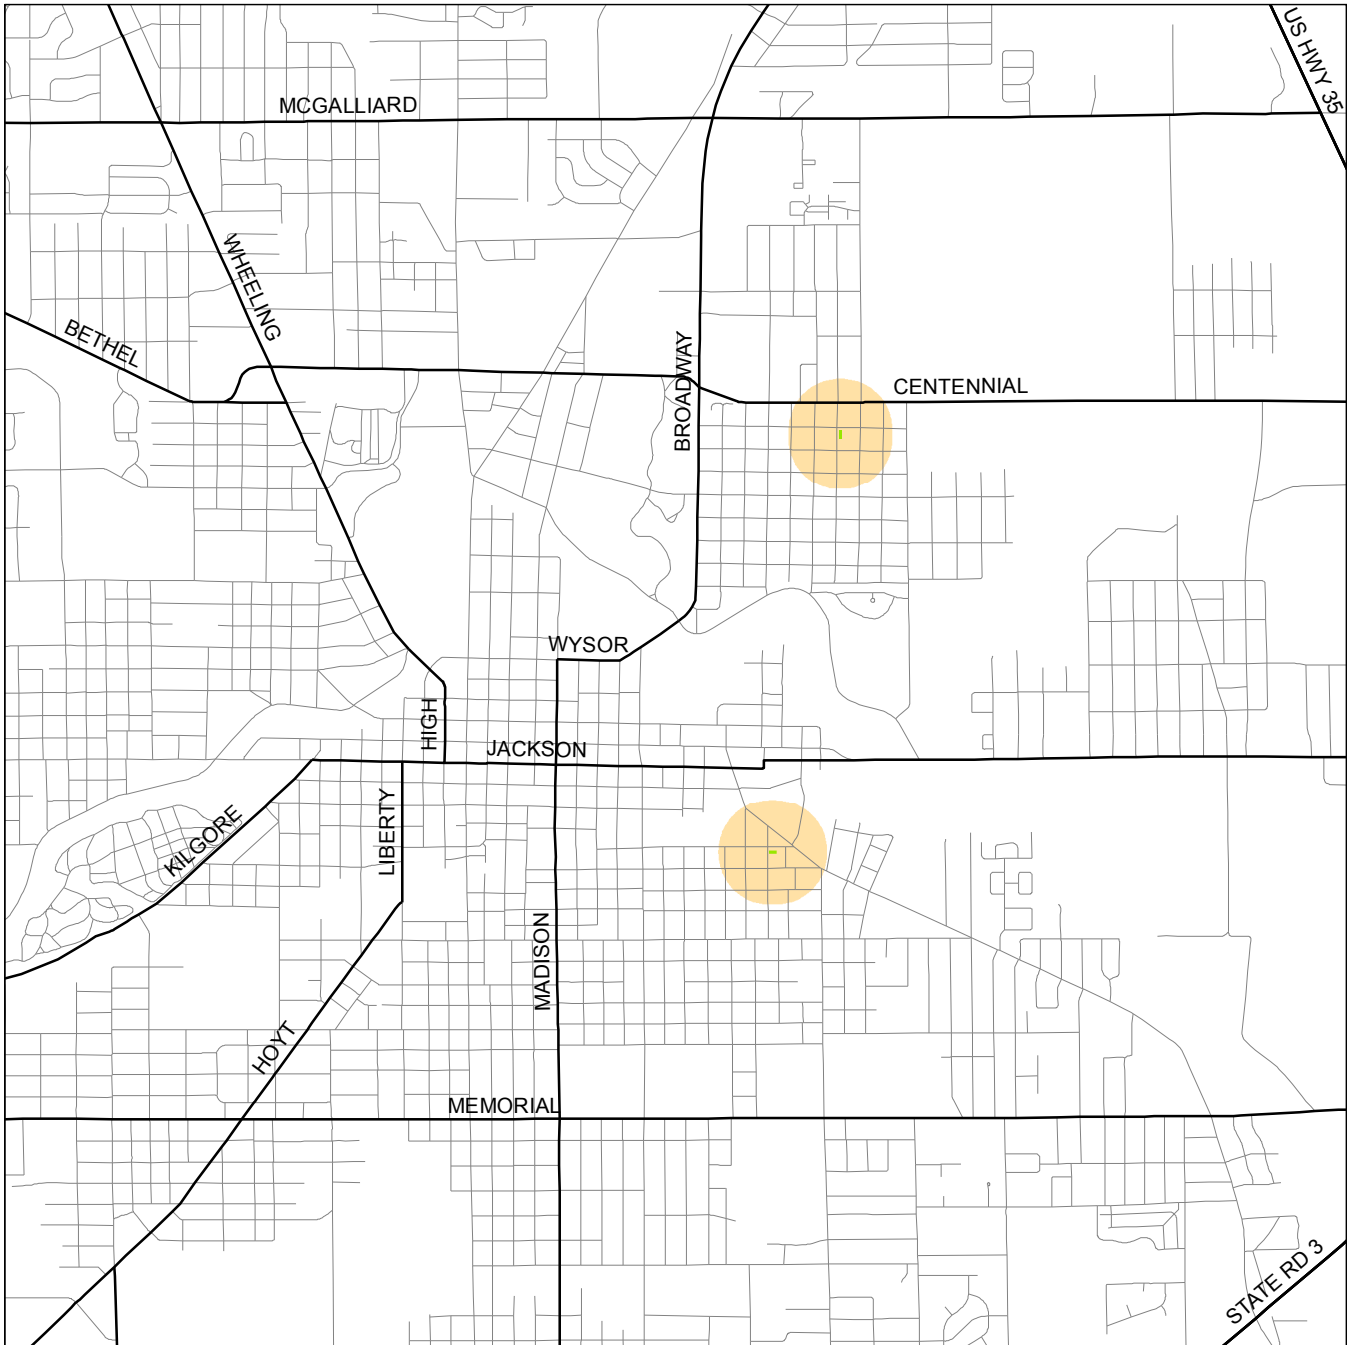 US HWY 35
MCGALLIARD
WHEELING
BETHEL
BROADWAY
CENTENNIAL
WYSOR
HIGH
JACKSON
LIBERTY
KILGORE
MADISON
HOYT
MEMORIAL
STATE RD 3